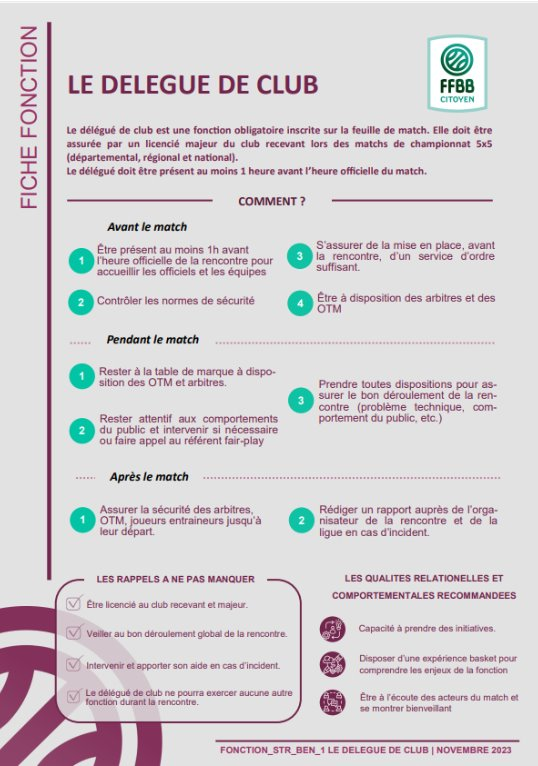 FICHE FONCTION
LE DELEGUE DE CLUB
FFBB
CITOYEN
Le délégué de club est une fonction obligatoire inscrite sur la feuille de match. Elle doit être
assurée par un licencié majeur du club recevant lors des matchs de championnat 5x5
(départemental, régional et national).
Le délégué doit être présent au moins 1 heure avant l’heure officielle du match.
COMMENT ?
Avant le match
1
Être présent au moins 1h avant
l’heure officielle de la rencontre pour
accueillir les officiels et les équipes
2
Contrôler les normes de sécurité
3
S’assurer de la mise en place, avant
la rencontre, d’un service d’ordre
suffisant.
4
Être à disposition des arbitres et des
OTM
Pendant le match
1
Rester à la table de marque à dispo-
sition des OTM et arbitres.
2
Rester attentif aux comportements
du public et intervenir si nécessaire
ou faire appel au référent fair-play
3
Prendre toutes dispositions pour as-
surer le bon déroulement de la ren-
contre (problème technique, com-
portement du public, etc.)
Après le match
1
Assurer la sécurité des arbitres,
OTM, joueurs entraineurs jusqu’à
leur départ.
2
Rédiger un rapport auprès de l’orga-
nisateur de la rencontre et de la
ligue en cas d’incident.
LES RAPPELS A NE PAS MANQUER
Être licencié au club recevant et majeur.
Veiller au bon déroulement global de la rencontre.
Intervenir et apporter son aide en cas d’incident.
Le délégué de club ne pourra exercer aucune autre
fonction durant la rencontre.
LES QUALITES RELATIONELLES ET
COMPORTEMENTALES RECOMMANDEES
Capacité à prendre des initiatives.
Disposer d’une expérience basket pour
comprendre les enjeux de la fonction
Être à l’écoute des acteurs du match et
se montrer bienveillant
FONCTION_STR_BEN_1 LE DELEGUE DE CLUB | NOVEMBRE 2023